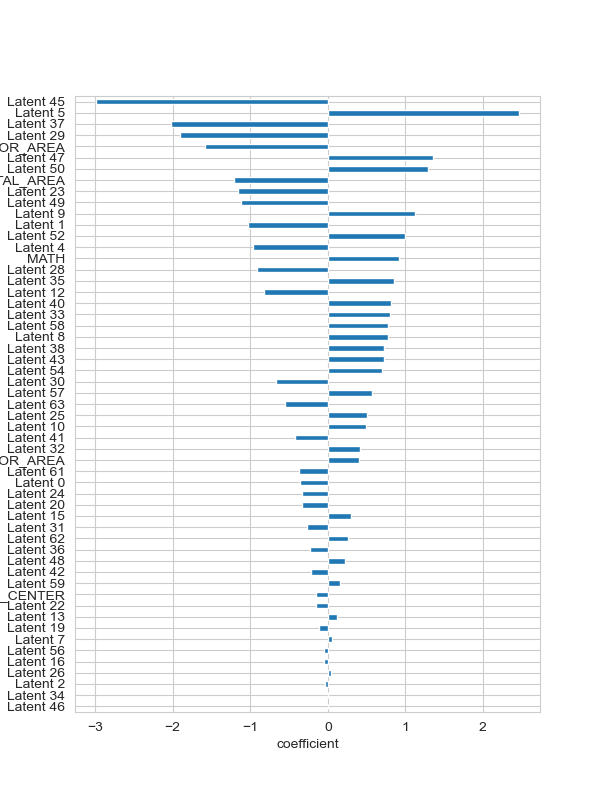 Latent 45
Latent 5
Latent 37
Latent 29
OR_AREA
Latent 47
Latent 50
TAL_AREA
Latent 23
Latent 49
Latent 9
Latent 1
Latent 52
Latent 4
MATH
Latent 28
Latent 35
Latent 12
Latent 40
Latent 33
Latent 58
Latent 8
Latent 38
Latent 43
Latent 54
Latent 30
Latent 57
Latent 63
Latent 25
Latent 10
Latent 41
Latent 32
OR_AREA
Latent 61
Latent 0
Latent 24
Latent 20
Latent 15
Latent 31
Latent 62
Latent 36
Latent 48
Latent 42
Latent 59
_CENTER
Latent 22
Latent 13
Latent 19
Latent 7
Latent 56
Latent 16
Latent 26
Latent 2
Latent 34
Latent 46
−3 −2 −1 0 1 2
coefficient